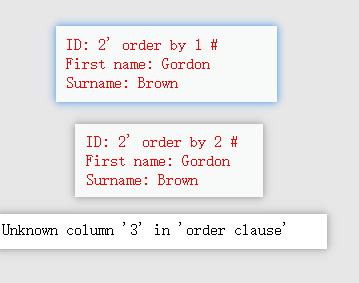 ID: 2' order by 1 #
First name: Gordon
Surname: Brown
ID: 2' order by 2 #
First name: Gordon
Surname: Brown
Unknown column '3' in 'order clause'